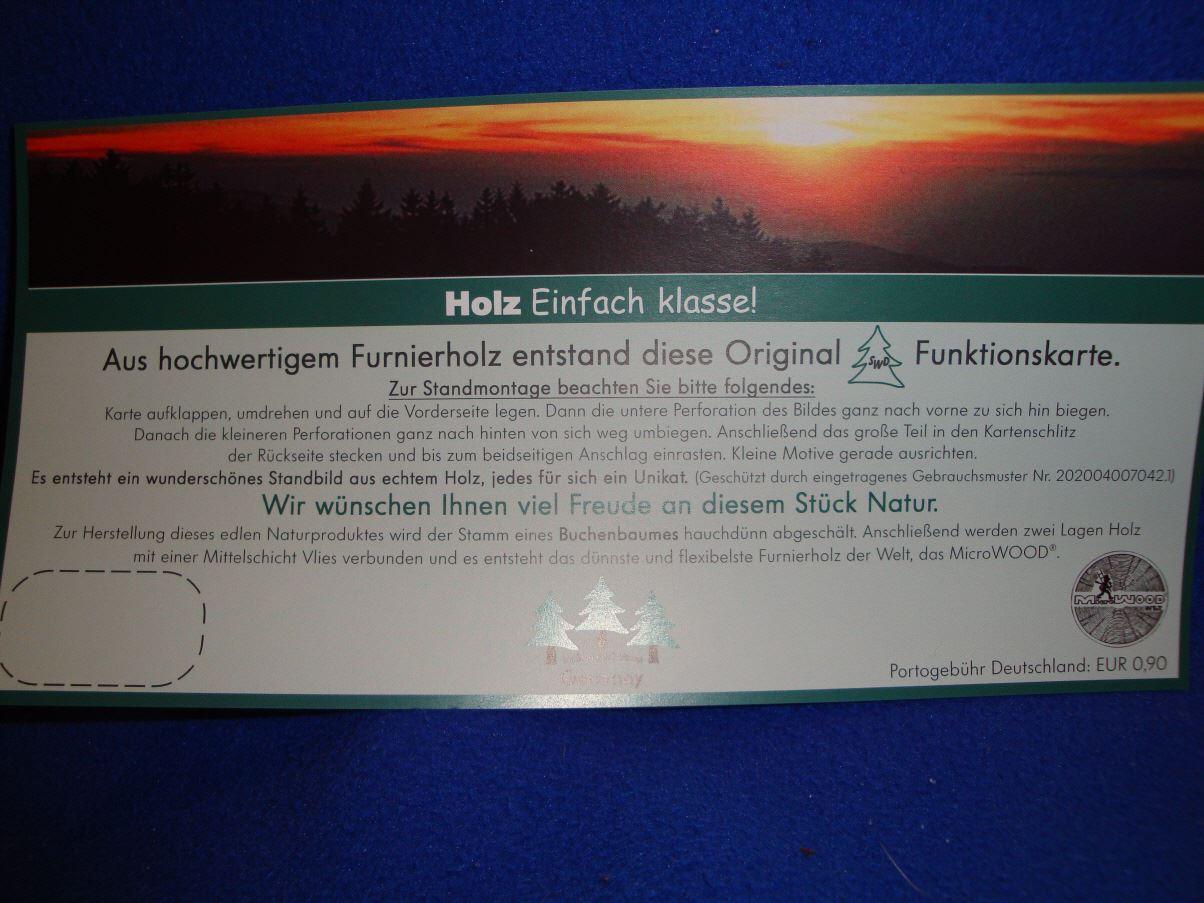 Holz Einfach klasse!
Aus hochwertigem Furnierholz entstand diese Original SWD Funktionskarte.
Zur Standmontage beachten Sie bitte folgendes:
Karte aufklappen, umdrehen und auf die Vorderseite legen. Dann die untere Perforation des Bildes ganz nach vorne zu sich hin biegen.
Danach die kleineren Perforationen ganz nach hinten von sich weg umbiegen. Anschließend das große Teil in den Kartenschlitz
der Rückseite stecken und bis zum beidseitigen Anschlag einrasten. Kleine Motive gerade ausrichten.
Es entsteht ein wunderschönes Standbild aus echtem Holz, jedes für sich ein Unikat. (Geschützt durch eingetragenes Gebrauchsmuster Nr. 202004007042.1)
Wir wünschen Ihnen viel Freude an diesem Stück Natur.
Zur Herstellung dieses edlen Naturproduktes wird der Stamm eines Buchenbaumes hauchdünn abgeschält. Anschließend werden zwei Lagen Holz
mit einer Mittelschicht Vlies verbunden und es entsteht das dünnste und flexibelste Furnierholz der Welt, das MicroWOOD®.
MicroWOOD
Germany
Portogebühr Deutschland: EUR 0,90